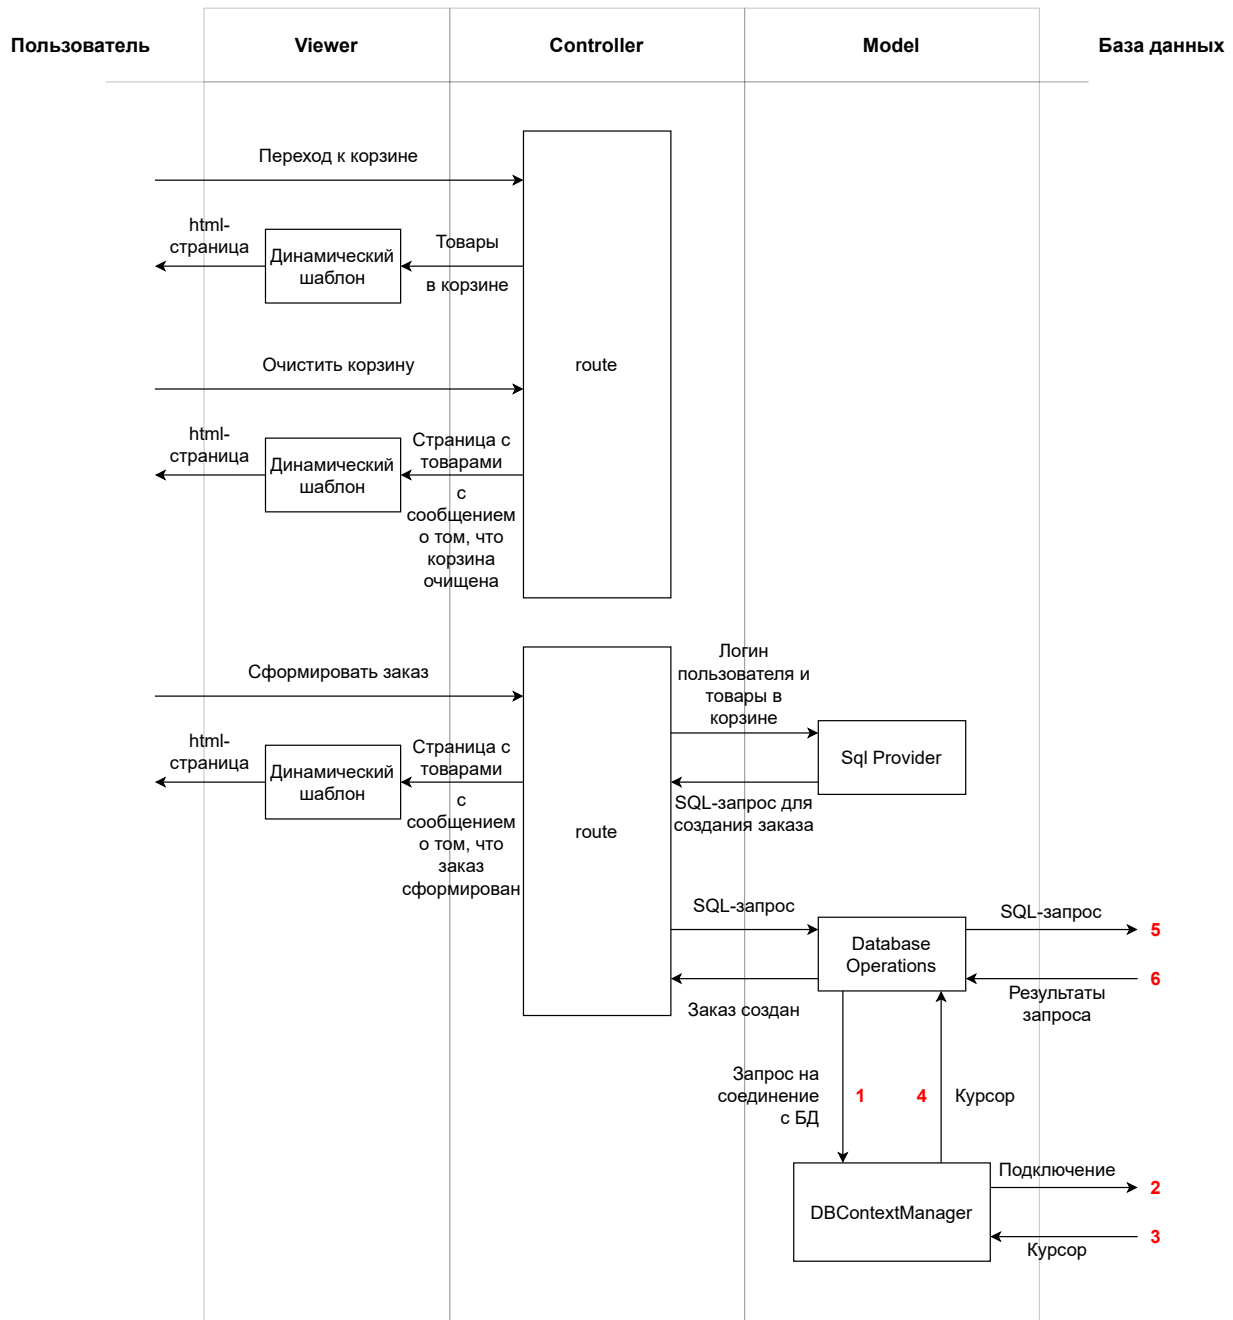 Пользователь
Viewer
Controller
Model
База данных
Переход к корзине
html-
страница
Динамический
шаблон
Товары
в корзине
Очистить корзину
route
html-
страница
Динамический
шаблон
Страница с
товарами
с
сообщением
о том, что
корзина
очищена
Сформировать заказ
Логин
пользователя и
товары в
корзине
html-
страница
Динамический
шаблон
Страница с
товарами
с
сообщением
о том, что
заказ
сформирован
route
Sql Provider
SQL-запрос для
создания заказа
SQL-запрос
Database
Operations
SQL-запрос
5
6
Заказ создан
Результаты
запроса
Запрос на
соединение
с БД
1
4
Курсор
DBContextManager
Подключение
2
3
Курсор